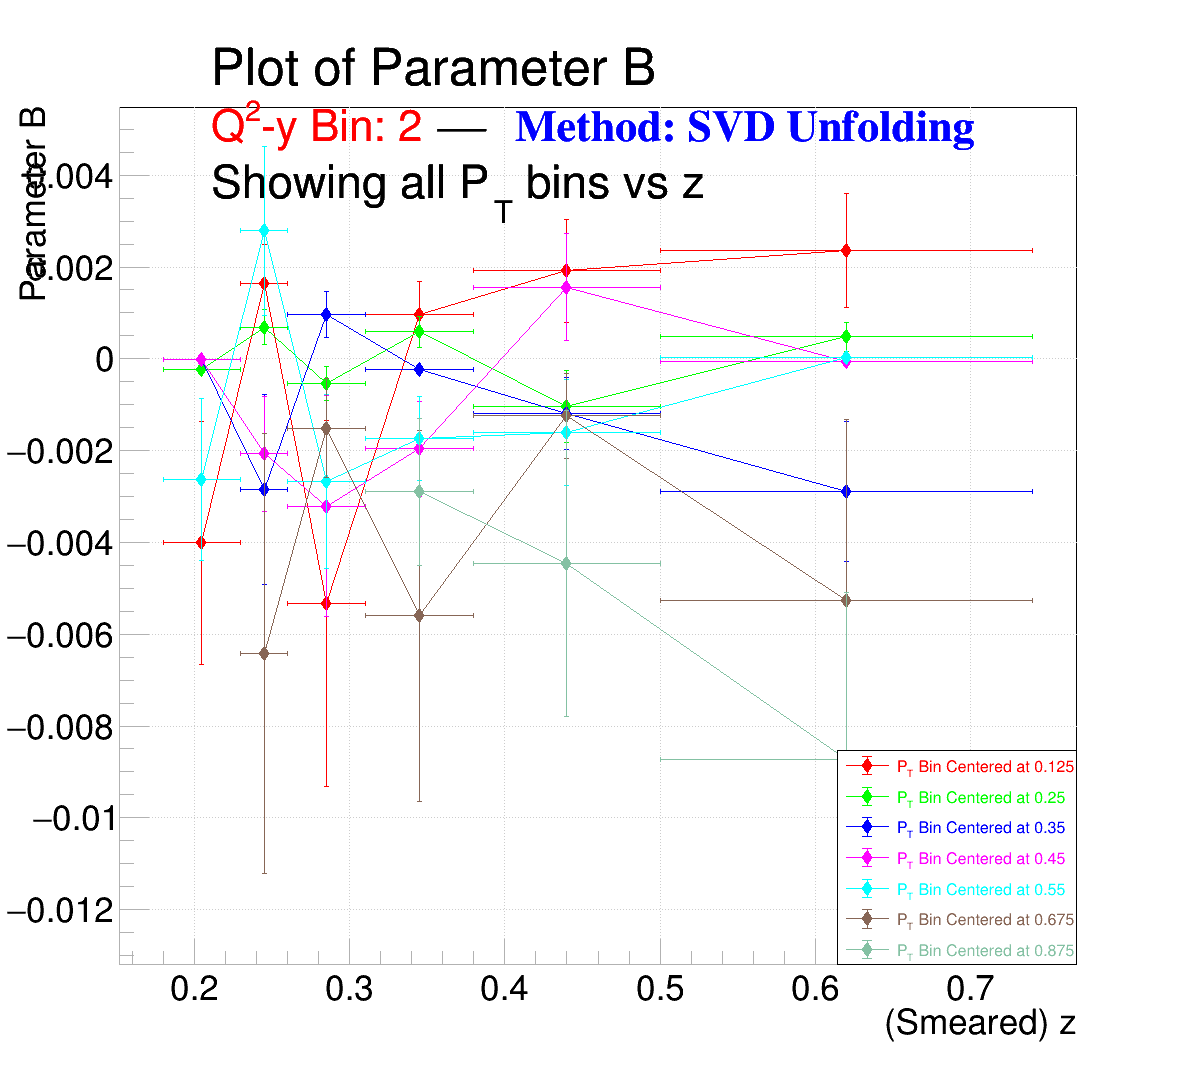 Plot of Parameter B
Q²-y Bin: 2 — Method: SVD Unfolding
Showing all P_T bins vs z
Parameter B
0.004
0.002
0
−0.002
−0.004
−0.006
−0.008
−0.01
−0.012
P_T Bin Centered at 0.125
P_T Bin Centered at 0.25
P_T Bin Centered at 0.35
P_T Bin Centered at 0.45
P_T Bin Centered at 0.55
P_T Bin Centered at 0.675
P_T Bin Centered at 0.875
0.2 0.3 0.4 0.5 0.6 0.7
(Smeared) z